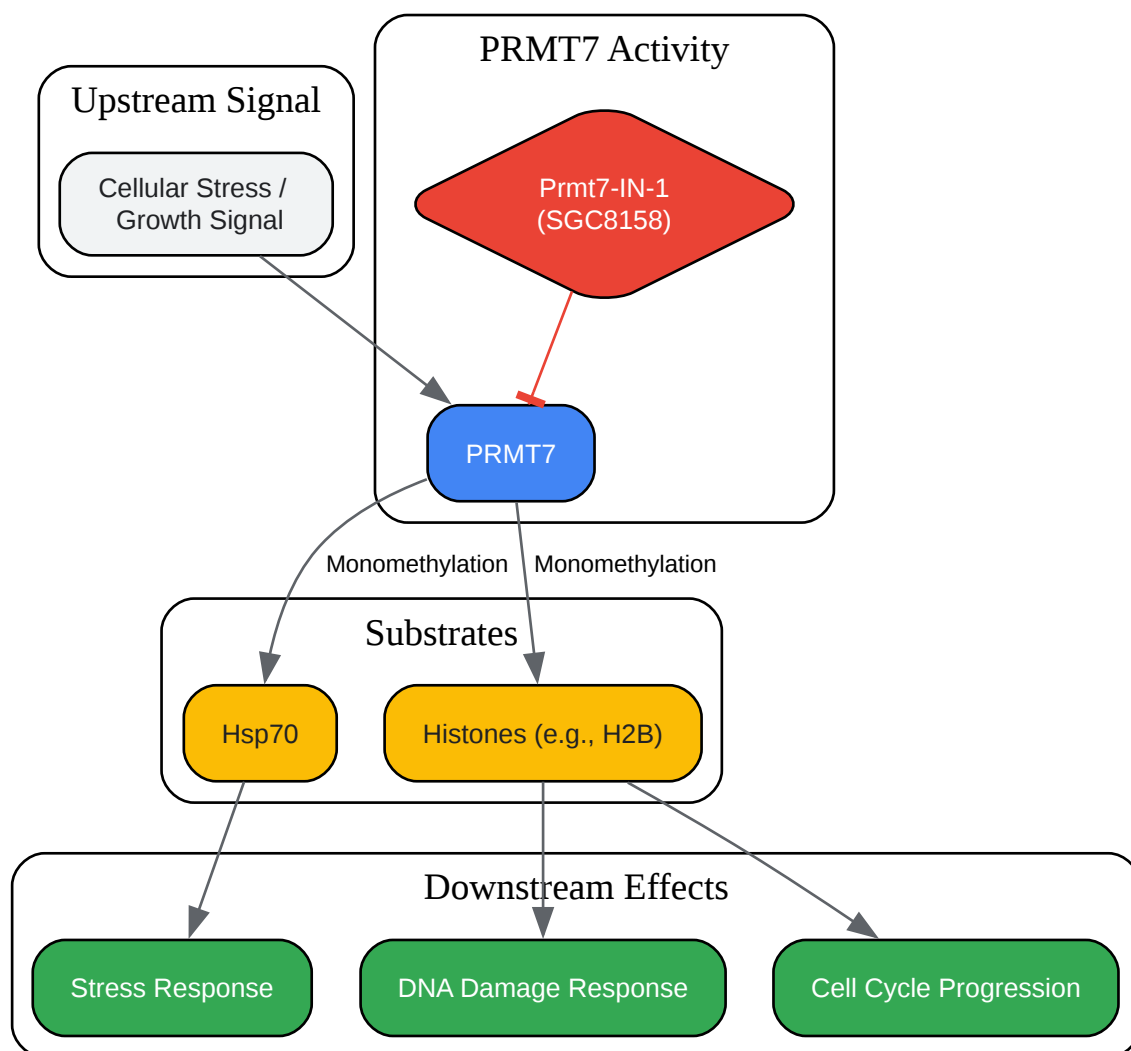 PRMT7 Activity
Upstream Signal
Cellular Stress /
Growth Signal
Prmt7-IN-1
(SGC8158)
PRMT7
Monomethylation
Monomethylation
Substrates
Hsp70
Histones (e.g., H2B)
Downstream Effects
Stress Response
DNA Damage Response
Cell Cycle Progression